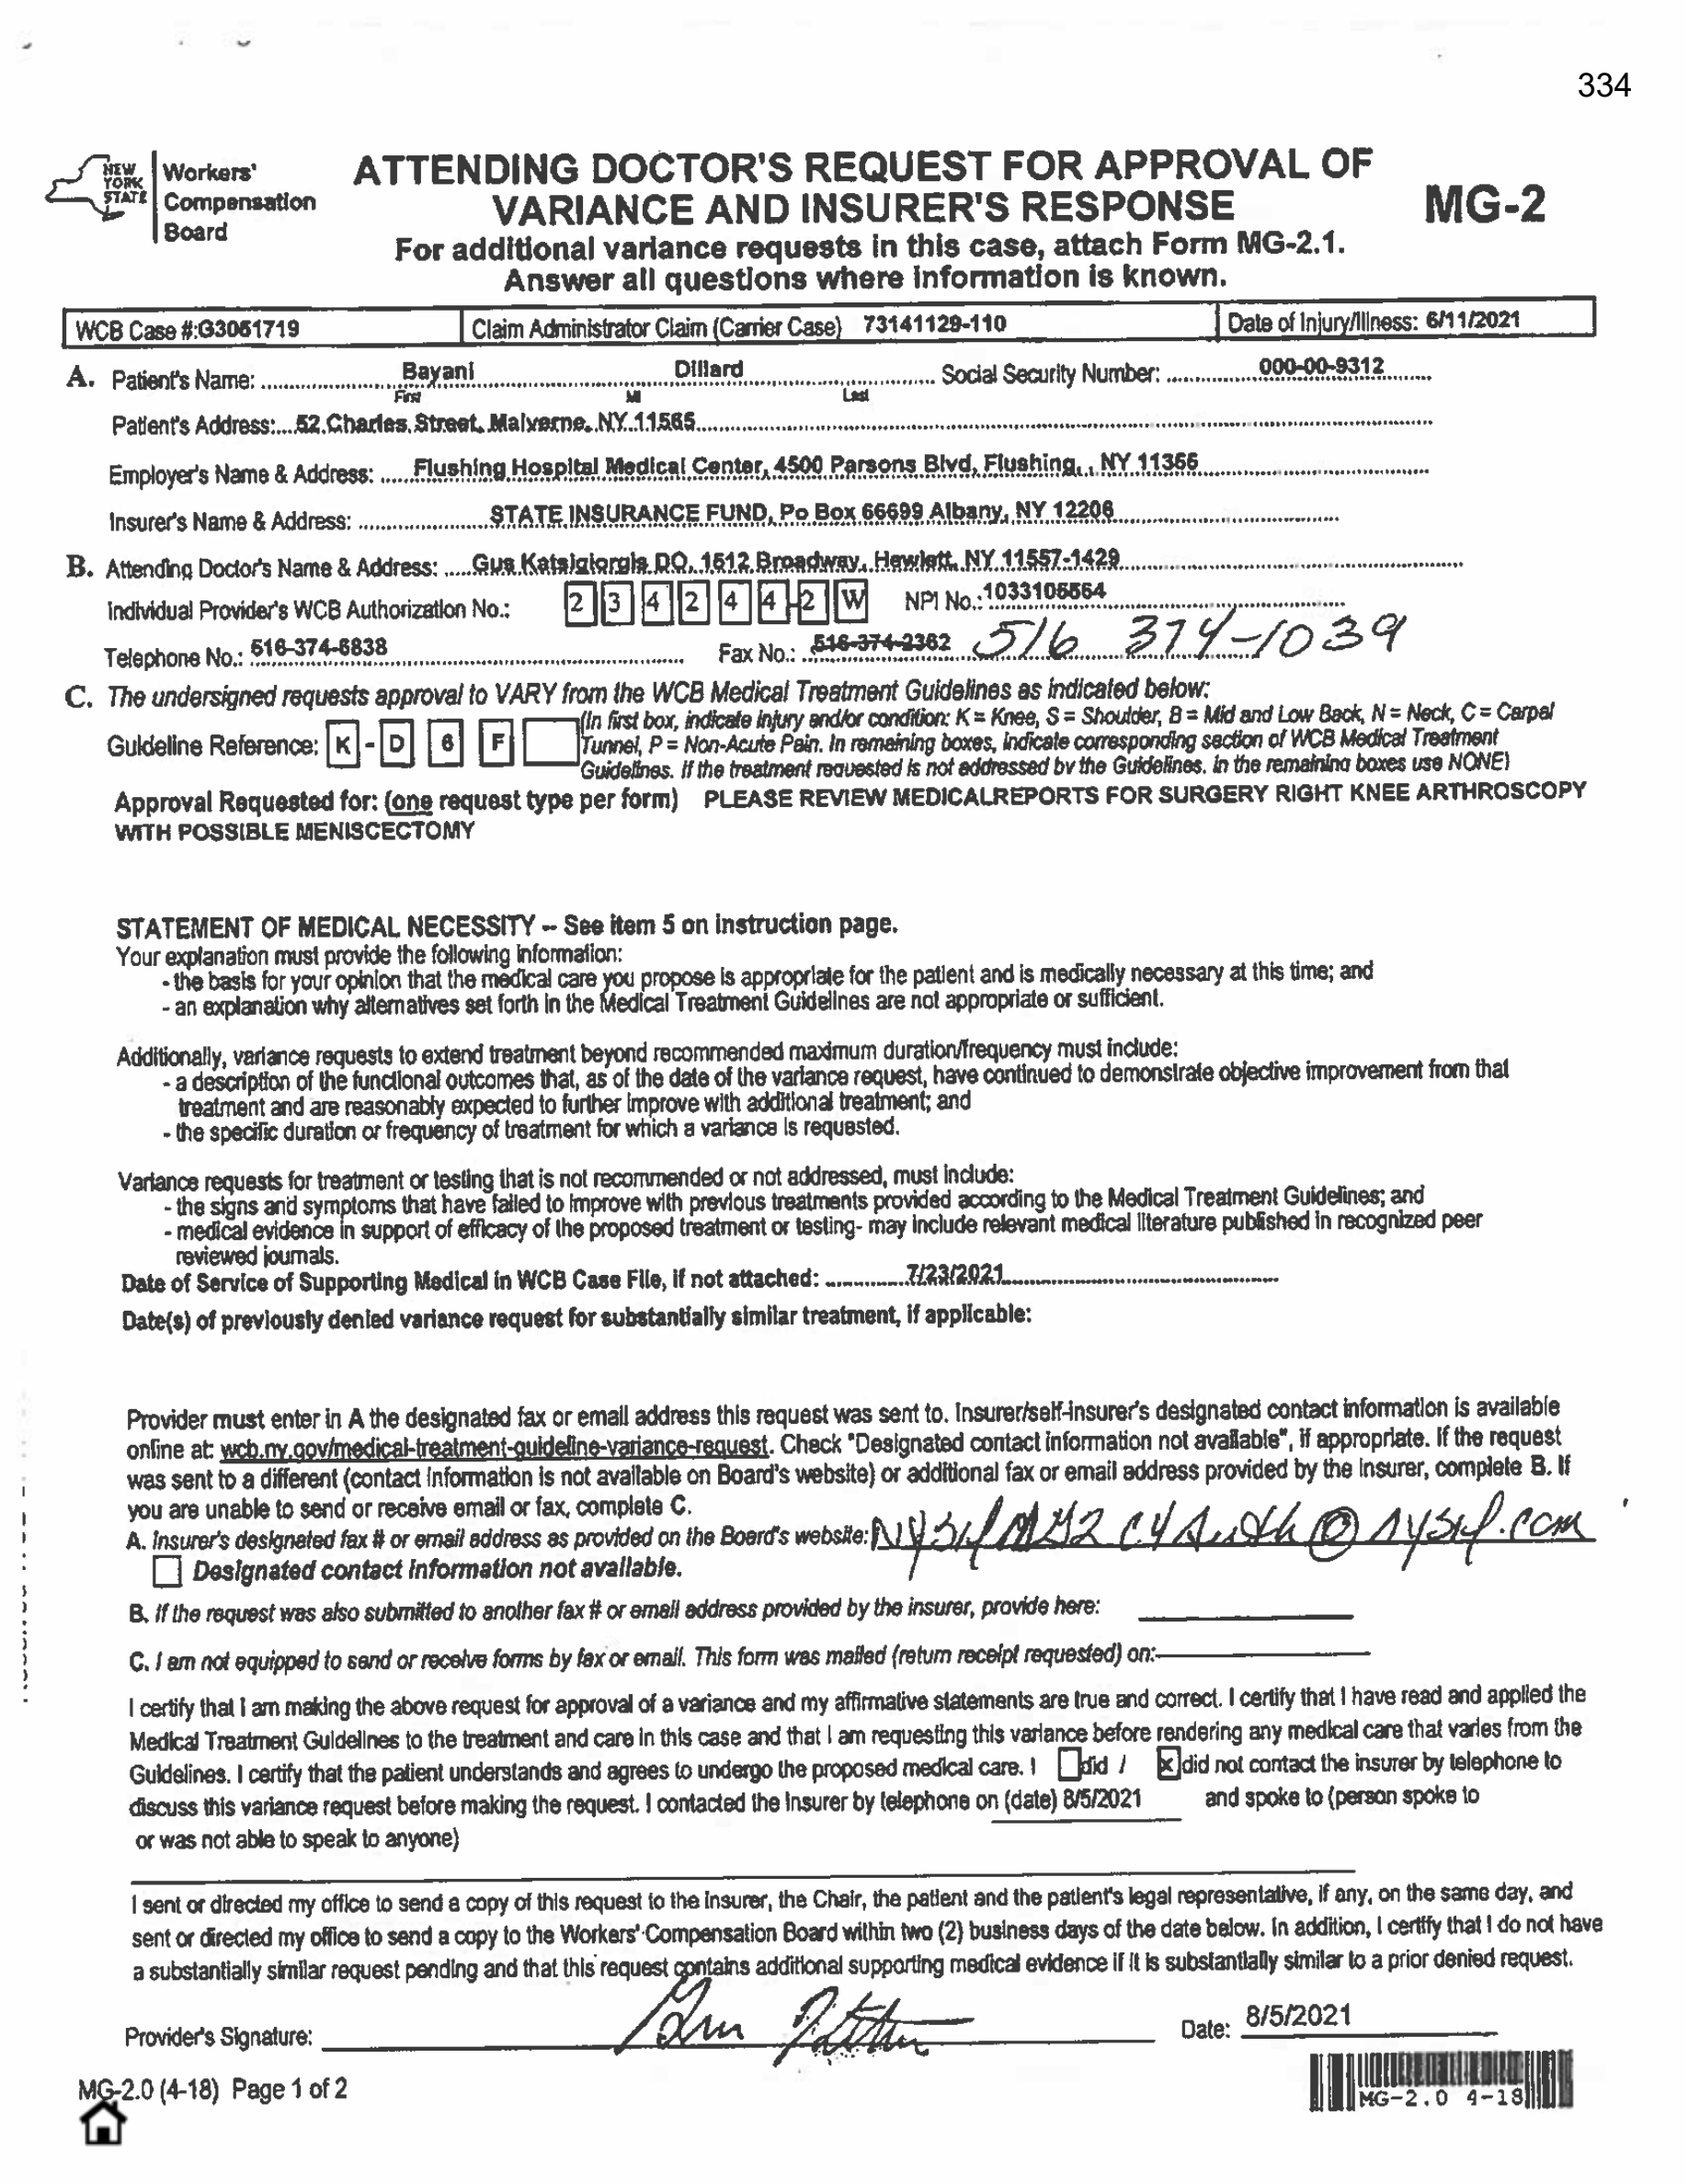 334
NEW YORK STATE
Workers' Compensation Board
ATTENDING DOCTOR'S REQUEST FOR APPROVAL OF
VARIANCE AND INSURER'S RESPONSE
MG-2
For additional variance requests in this case, attach Form MG-2.1.
Answer all questions where information is known.
WCB Case #:G3051719 Claim Administrator Claim (Carrier Case) 73141129-110 Date of Injury/Illness: 6/11/2021
A. Patient's Name: Bayani Dillard Social Security Number: 000-00-9312
First MI Last
Patient's Address: 52 Charles Street, Malverne, NY 11565
Employer's Name & Address: Flushing Hospital Medical Center, 4500 Parsons Blvd, Flushing, , NY 11355
Insurer's Name & Address: STATE INSURANCE FUND, Po Box 66699 Albany, NY 12206
B. Attending Doctor's Name & Address: Gus Katsigiorgis DO, 1512 Broadway, Hewlett, NY 11557-1429
Individual Provider's WCB Authorization No.: 2 3 4 2 4 4-2 W NPI No.: 1033105564
Telephone No.: 516-374-6838 Fax No.: 516-374-2362 516 374-1039
C. The undersigned requests approval to VARY from the WCB Medical Treatment Guidelines as indicated below:
Guideline Reference: K - D 6 F
(In first box, indicate injury and/or condition: K = Knee, S = Shoulder, B = Mid and Low Back, N = Neck, C = Carpal
Tunnel, P = Non-Acute Pain. In remaining boxes, indicate corresponding section of WCB Medical Treatment
Guidelines. If the treatment requested is not addressed by the Guidelines, in the remaining boxes use NONE)
Approval Requested for: (one request type per form) PLEASE REVIEW MEDICALREPORTS FOR SURGERY RIGHT KNEE ARTHROSCOPY
WITH POSSIBLE MENISCECTOMY
STATEMENT OF MEDICAL NECESSITY -- See item 5 on instruction page.
Your explanation must provide the following information:
- the basis for your opinion that the medical care you propose is appropriate for the patient and is medically necessary at this time; and
- an explanation why alternatives set forth in the Medical Treatment Guidelines are not appropriate or sufficient.
Additionally, variance requests to extend treatment beyond recommended maximum duration/frequency must include:
- a description of the functional outcomes that, as of the date of the variance request, have continued to demonstrate objective improvement from that
treatment and are reasonably expected to further improve with additional treatment; and
- the specific duration or frequency of treatment for which a variance is requested.
Variance requests for treatment or testing that is not recommended or not addressed, must include:
- the signs and symptoms that have failed to improve with previous treatments provided according to the Medical Treatment Guidelines; and
- medical evidence in support of efficacy of the proposed treatment or testing- may include relevant medical literature published in recognized peer
reviewed journals.
Date of Service of Supporting Medical in WCB Case File, if not attached: 7/23/2021
Date(s) of previously denied variance request for substantially similar treatment, if applicable:
Provider must enter in A the designated fax or email address this request was sent to. Insurer/self-insurer's designated contact information is available
online at: wcb.ny.gov/medical-treatment-guideline-variance-request. Check "Designated contact information not available", if appropriate. If the request
was sent to a different (contact information is not available on Board's website) or additional fax or email address provided by the insurer, complete B. If
you are unable to send or receive email or fax, complete C.
A. Insurer's designated fax # or email address as provided on the Board's website: NYSIFMG2C4Auth@nysif.com
Designated contact information not available.
B. If the request was also submitted to another fax # or email address provided by the insurer, provide here:
C. I am not equipped to send or receive forms by fax or email. This form was mailed (return receipt requested) on:
I certify that I am making the above request for approval of a variance and my affirmative statements are true and correct. I certify that I have read and applied the
Medical Treatment Guidelines to the treatment and care in this case and that I am requesting this variance before rendering any medical care that varies from the
Guidelines. I certify that the patient understands and agrees to undergo the proposed medical care. I did / x did not contact the insurer by telephone to
discuss this variance request before making the request. I contacted the insurer by telephone on (date) 8/5/2021 and spoke to (person spoke to
or was not able to speak to anyone)
I sent or directed my office to send a copy of this request to the insurer, the Chair, the patient and the patient's legal representative, if any, on the same day, and
sent or directed my office to send a copy to the Workers' Compensation Board within two (2) business days of the date below. In addition, I certify that I do not have
a substantially similar request pending and that this request contains additional supporting medical evidence if it is substantially similar to a prior denied request.
Provider's Signature: Date: 8/5/2021
MG-2.0 (4-18) Page 1 of 2
MG-2.0 4-18